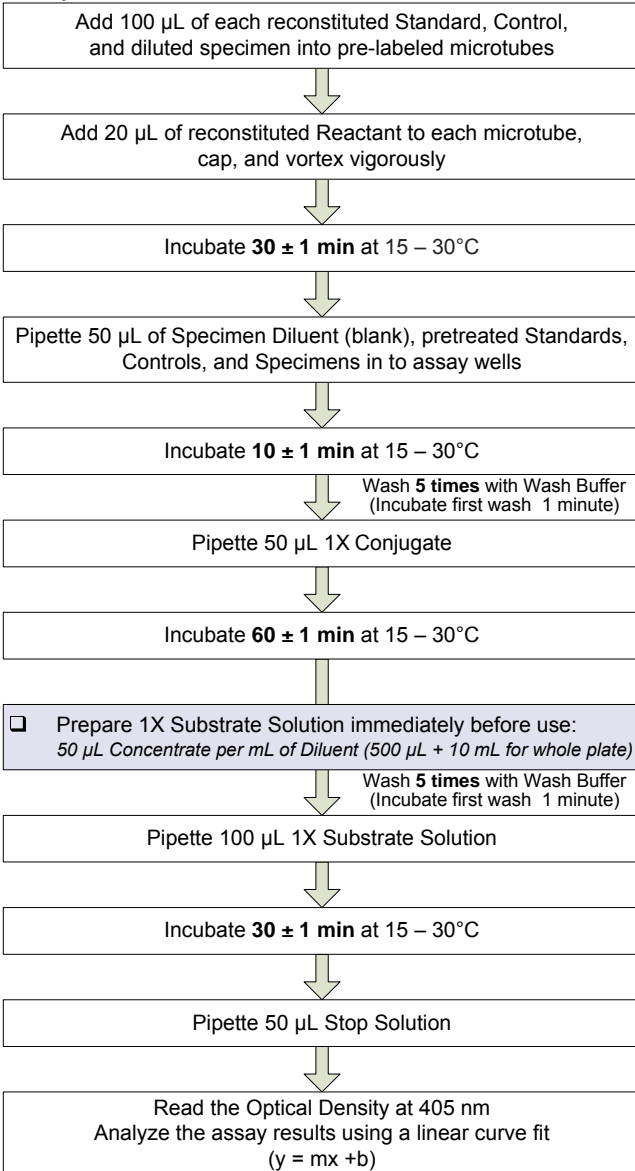 Add 100 µL of each reconstituted Standard, Control,
and diluted specimen into pre-labeled microtubes
Add 20 µL of reconstituted Reactant to each microtube,
cap, and vortex vigorously
Incubate 30 ± 1 min at 15 – 30°C
Pipette 50 µL of Specimen Diluent (blank), pretreated Standards,
Controls, and Specimens in to assay wells
Incubate 10 ± 1 min at 15 – 30°C
Wash 5 times with Wash Buffer
(Incubate first wash 1 minute)
Pipette 50 µL 1X Conjugate
Incubate 60 ± 1 min at 15 – 30°C
❑ Prepare 1X Substrate Solution immediately before use:
50 µL Concentrate per mL of Diluent (500 µL + 10 mL for whole plate)
Wash 5 times with Wash Buffer
(Incubate first wash 1 minute)
Pipette 100 µL 1X Substrate Solution
Incubate 30 ± 1 min at 15 – 30°C
Pipette 50 µL Stop Solution
Read the Optical Density at 405 nm
Analyze the assay results using a linear curve fit
(y = mx +b)